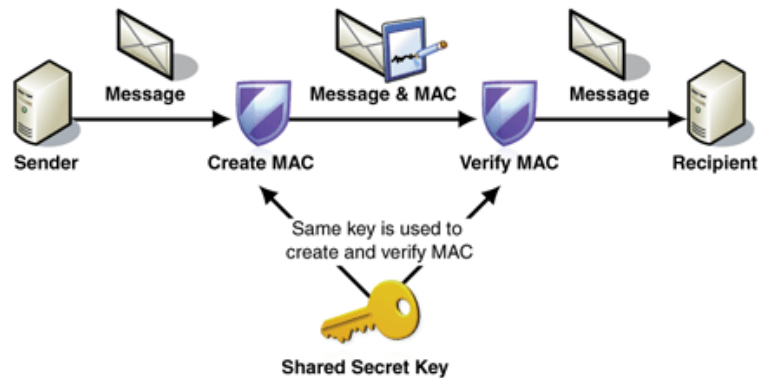 Message
Message & MAC
Message
Sender
Create MAC
Verify MAC
Recipient
Same key is used to
create and verify MAC
Shared Secret Key